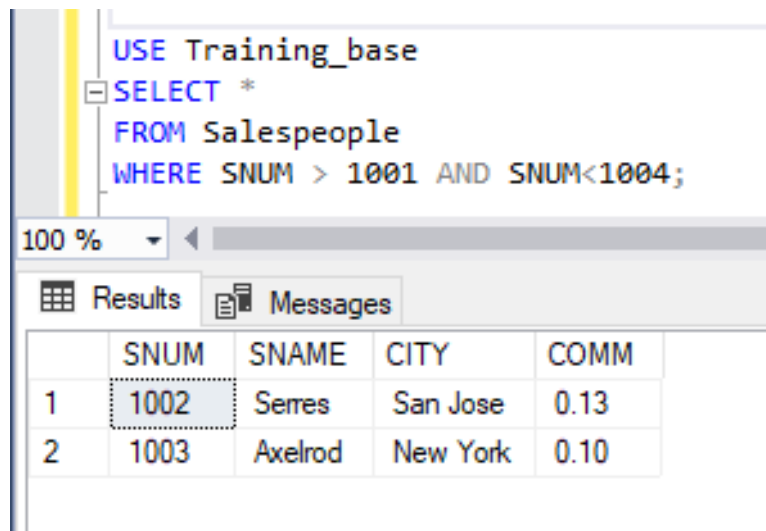 USE Training_base
SELECT *
FROM Salespeople
WHERE SNUM > 1001 AND SNUM<1004;
100 %
Results Messages
SNUM SNAME CITY COMM
1 1002 Serres San Jose 0.13
2 1003 Axelrod New York 0.10